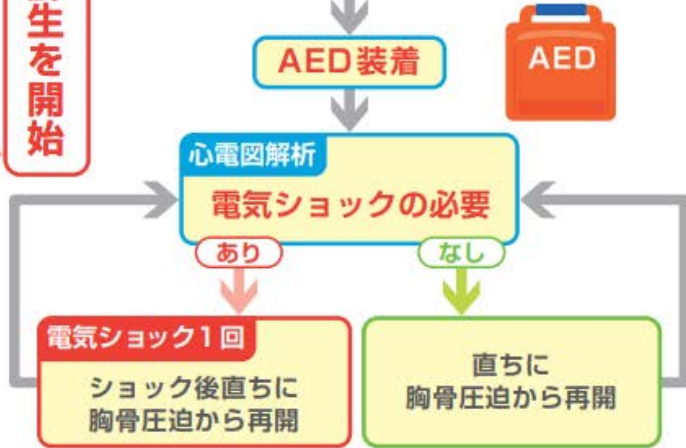 生を開始
AED装着
AED
心電図解析
電気ショックの必要
あり
なし
電気ショック1回
ショック後直ちに
胸骨圧迫から再開
直ちに
胸骨圧迫から再開